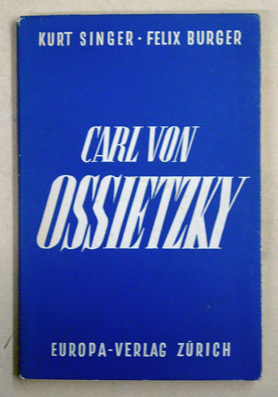 KURT SINGER · FELIX BURGER
CARL VON
OSSIETZKY
EUROPA-VERLAG ZÜRICH